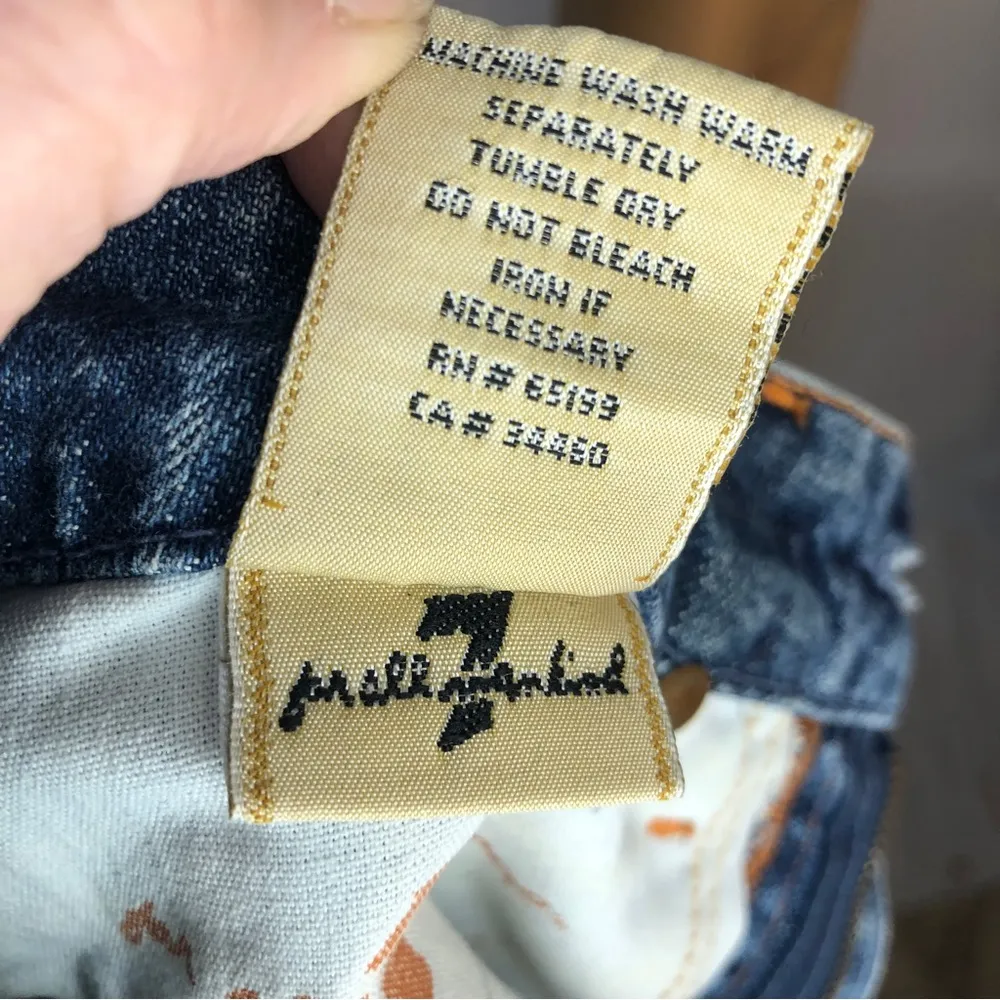 MACHINE WASH WARM
SEPARATELY
TUMBLE DRY
DO NOT BLEACH
IRON IF
NECESSARY
RN # 65199
CA # 34480
7
for all mankind